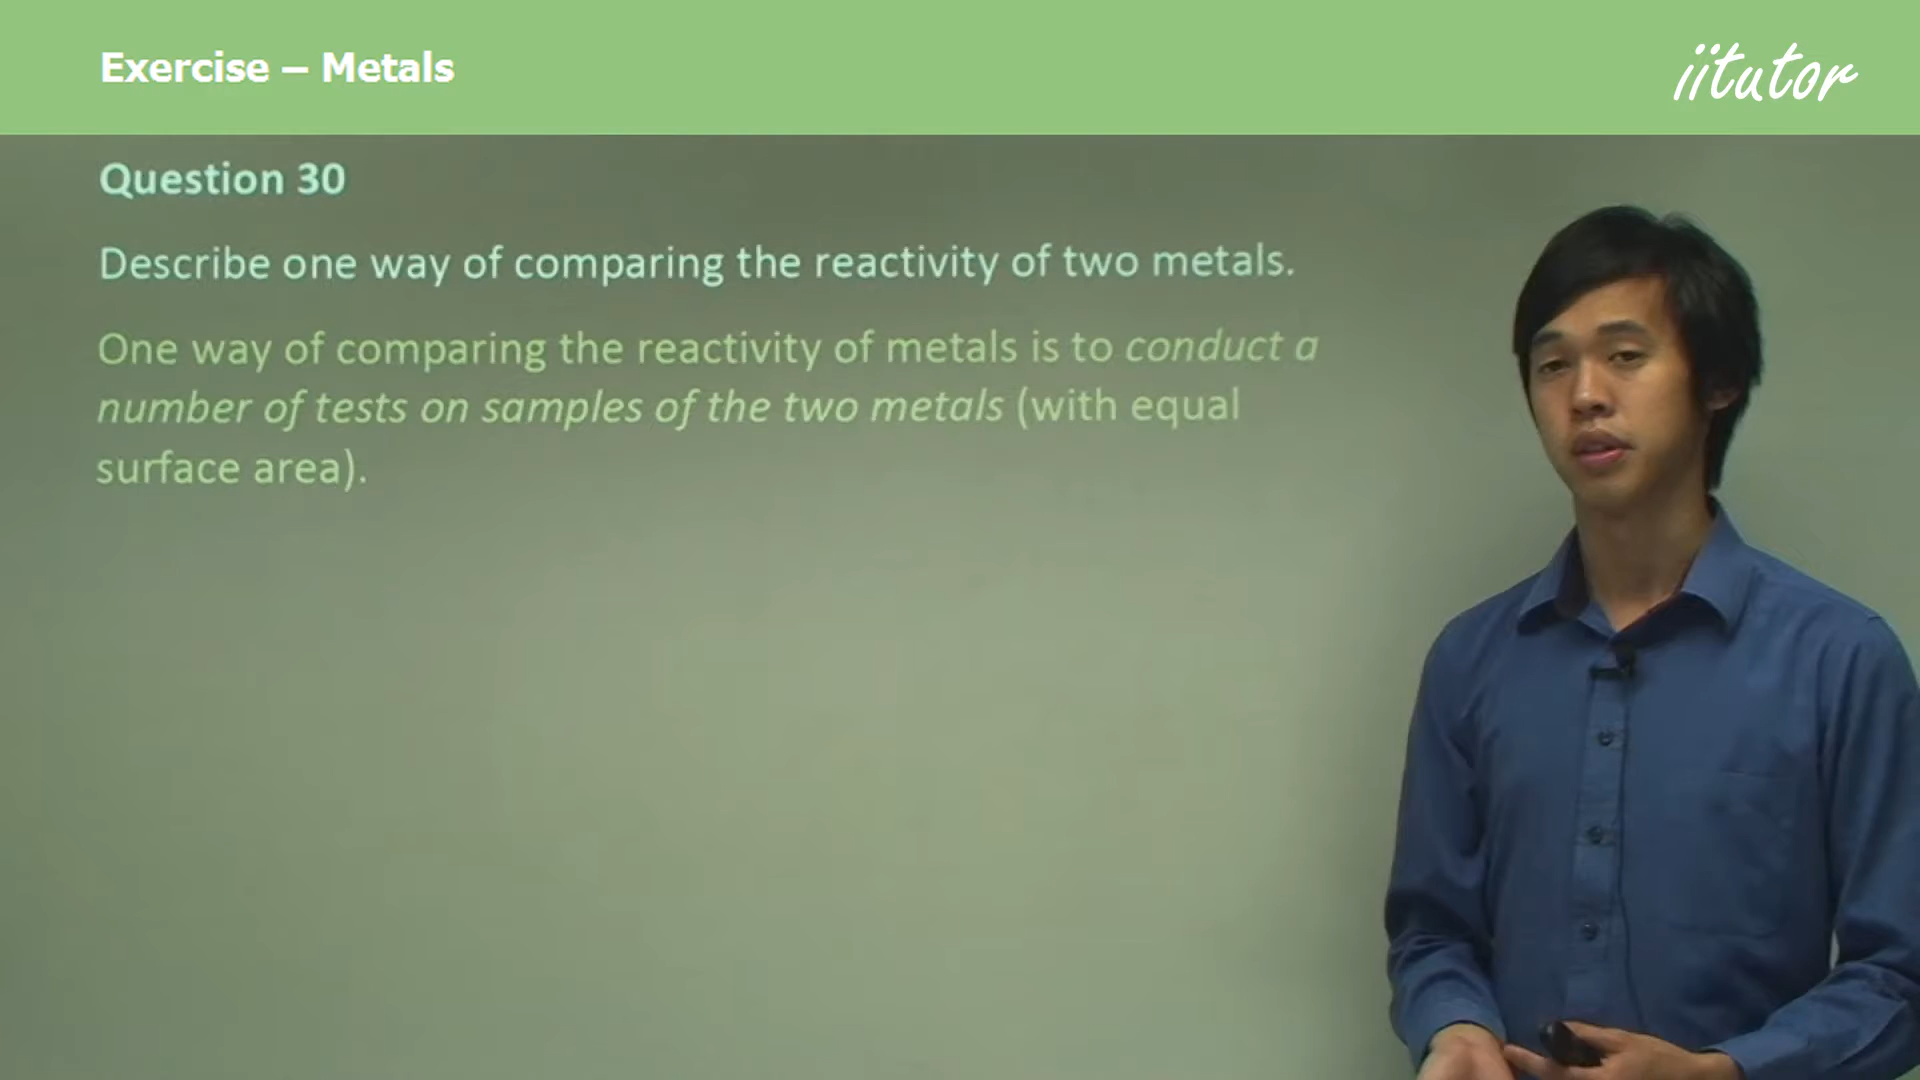 Exercise – Metals
iitutor
Question 30
Describe one way of comparing the reactivity of two metals.
One way of comparing the reactivity of metals is to conduct a
number of tests on samples of the two metals (with equal
surface area).